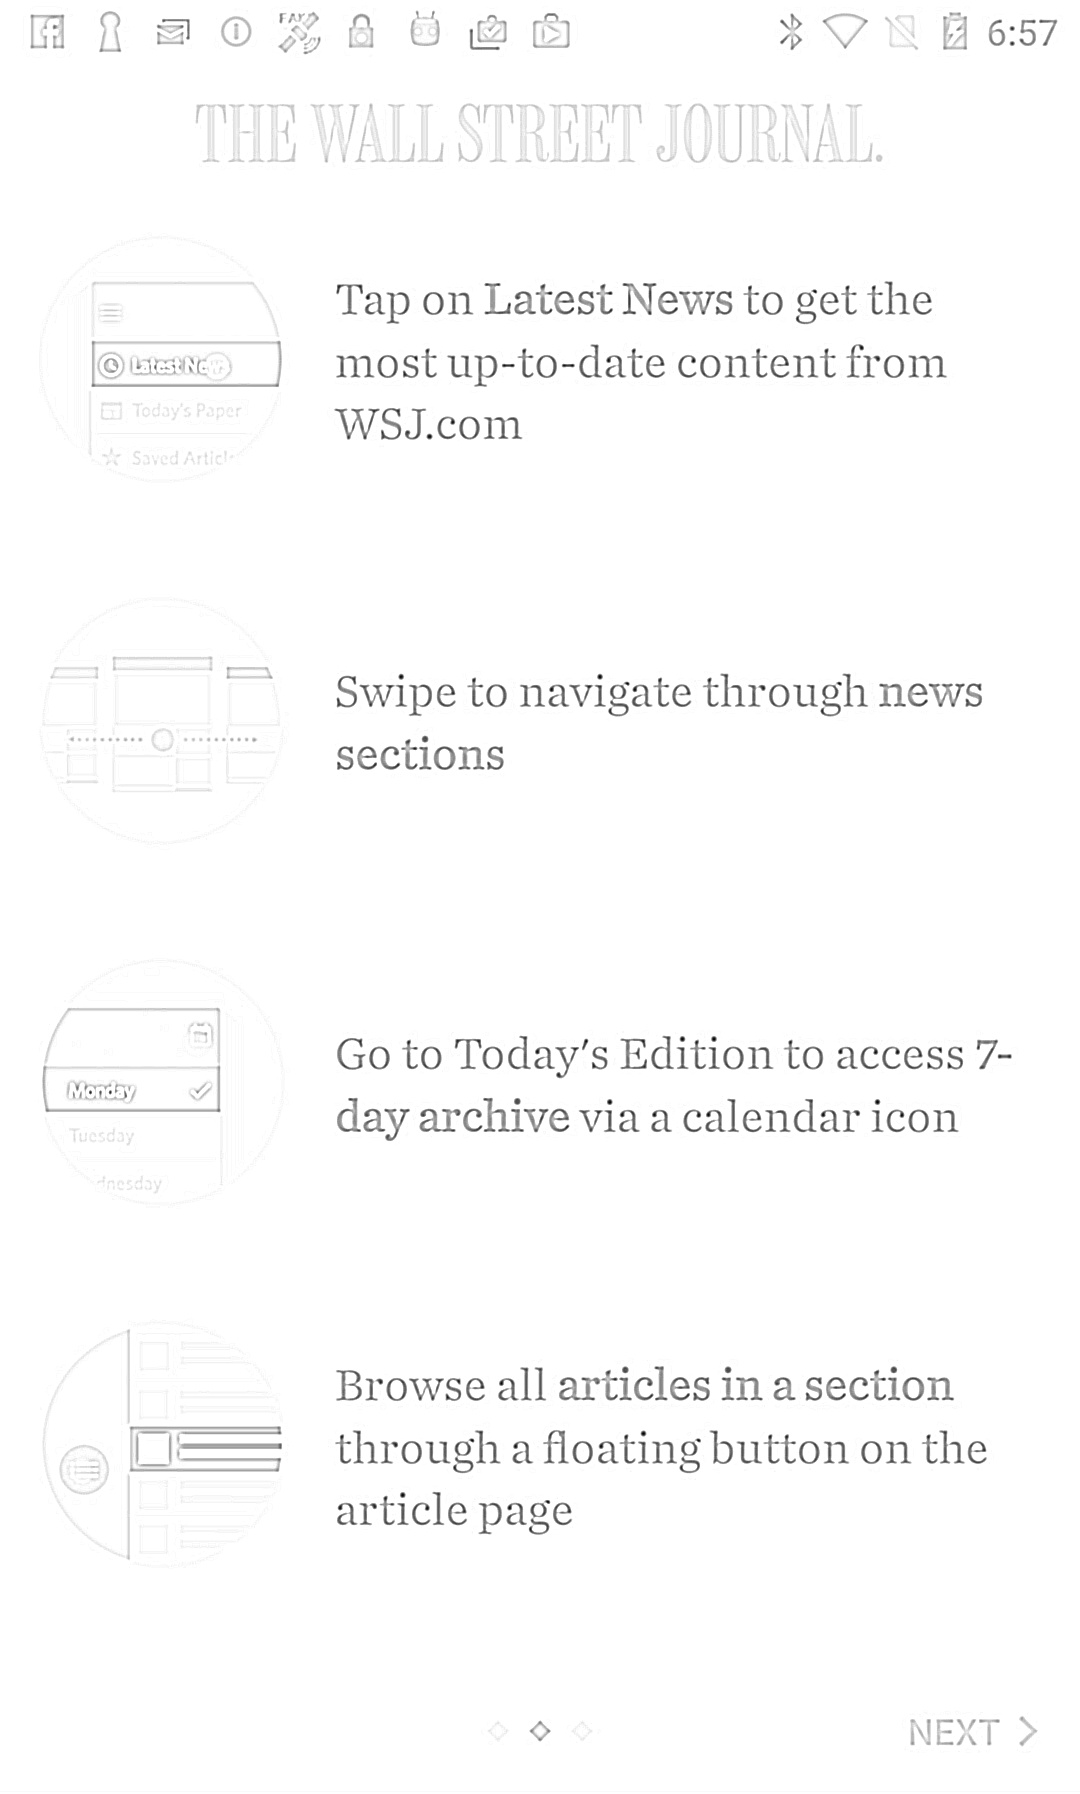 FAKE
6:57
THE WALL STREET JOURNAL.
Latest News
Today's Paper
Saved Articl
Tap on Latest News to get the
most up-to-date content from
WSJ.com
Swipe to navigate through news
sections
Monday
Tuesday
dnesday
Go to Today's Edition to access 7-
day archive via a calendar icon
Browse all articles in a section
through a floating button on the
article page
NEXT